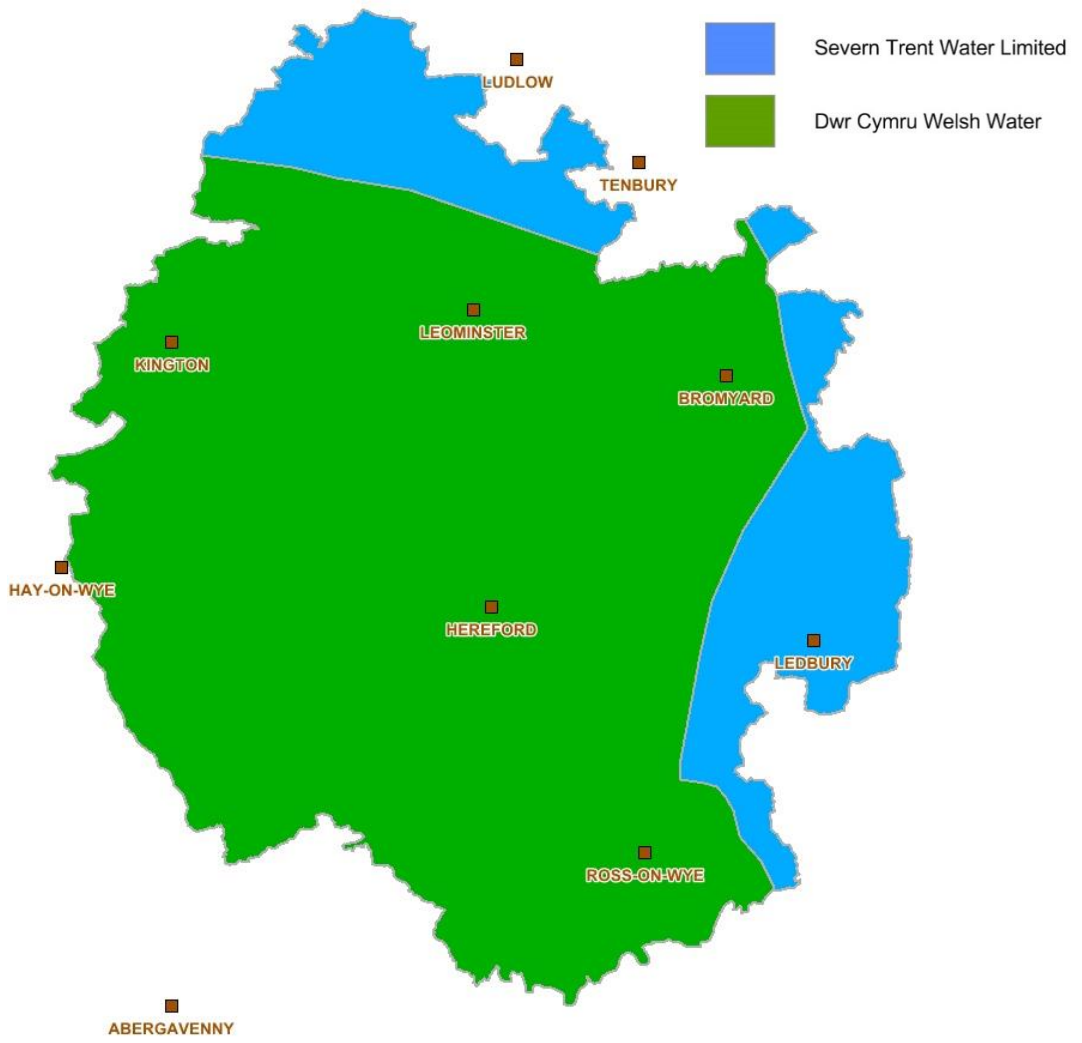 Severn Trent Water Limited
LUDLOW
Dwr Cymru Welsh Water
TENBURY
LEOMINSTER
KINGTON
BROMYARD
HAY-ON-WYE
HEREFORD
LEDBURY
ROSS-ON-WYE
ABERGAVENNY